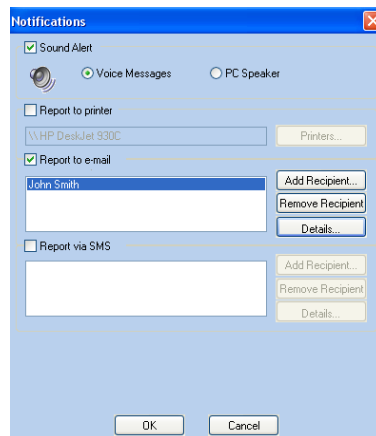 Notifications
Sound Alert
Voice Messages PC Speaker
Report to printer
\\HP DeskJet 930C Printers...
Report to e-mail
John Smith Add Recipient...
Remove Recipient
Details...
Report via SMS
Add Recipient...
Remove Recipient
Details...
OK Cancel